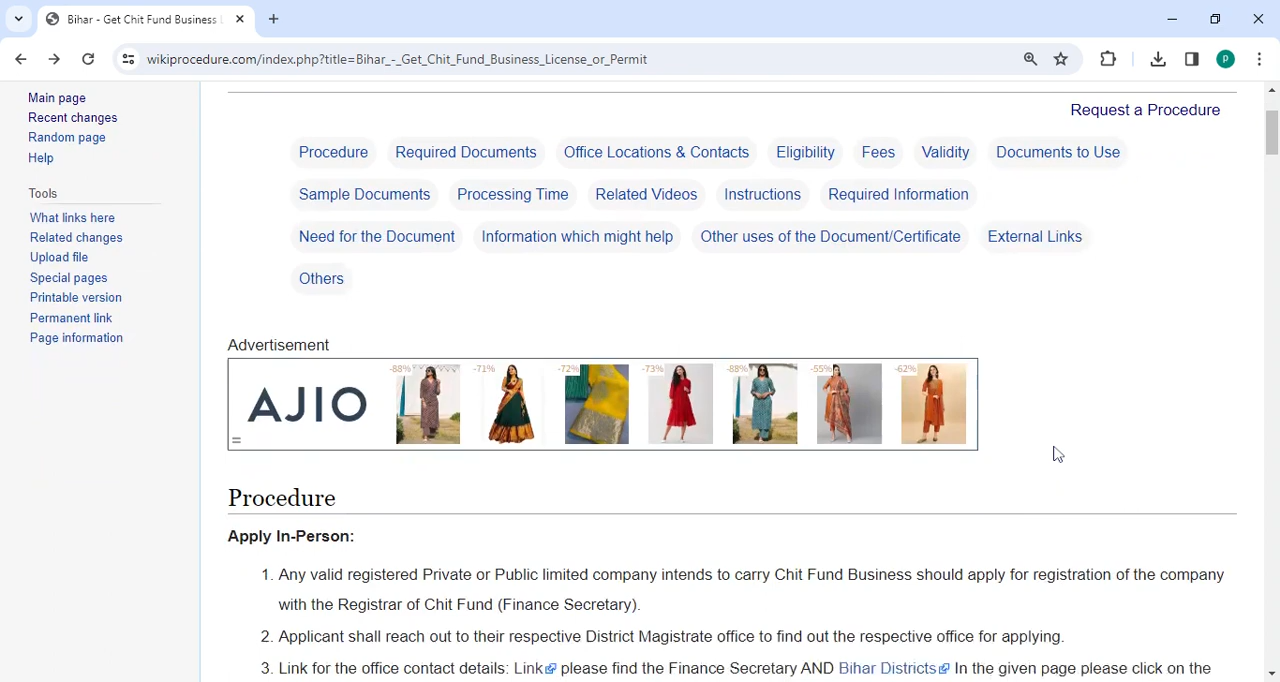 Bihar - Get Chit Fund Business
wikiprocedure.com/index.php?title=Bihar_-_Get_Chit_Fund_Business_License_or_Permit
P
Main page
Recent changes
Random page
Help
Tools
What links here
Related changes
Upload file
Special pages
Printable version
Permanent link
Page information
Request a Procedure
Procedure Required Documents Office Locations & Contacts Eligibility Fees Validity Documents to Use
Sample Documents Processing Time Related Videos Instructions Required Information
Need for the Document Information which might help Other uses of the Document/Certificate External Links
Others
Advertisement
-88% -71% -72% -73% -88% -55% -62%
AJIO
Procedure
Apply In-Person:
1. Any valid registered Private or Public limited company intends to carry Chit Fund Business should apply for registration of the company
with the Registrar of Chit Fund (Finance Secretary).
2. Applicant shall reach out to their respective District Magistrate office to find out the respective office for applying.
3. Link for the office contact details: Link please find the Finance Secretary AND Bihar Districts In the given page please click on the